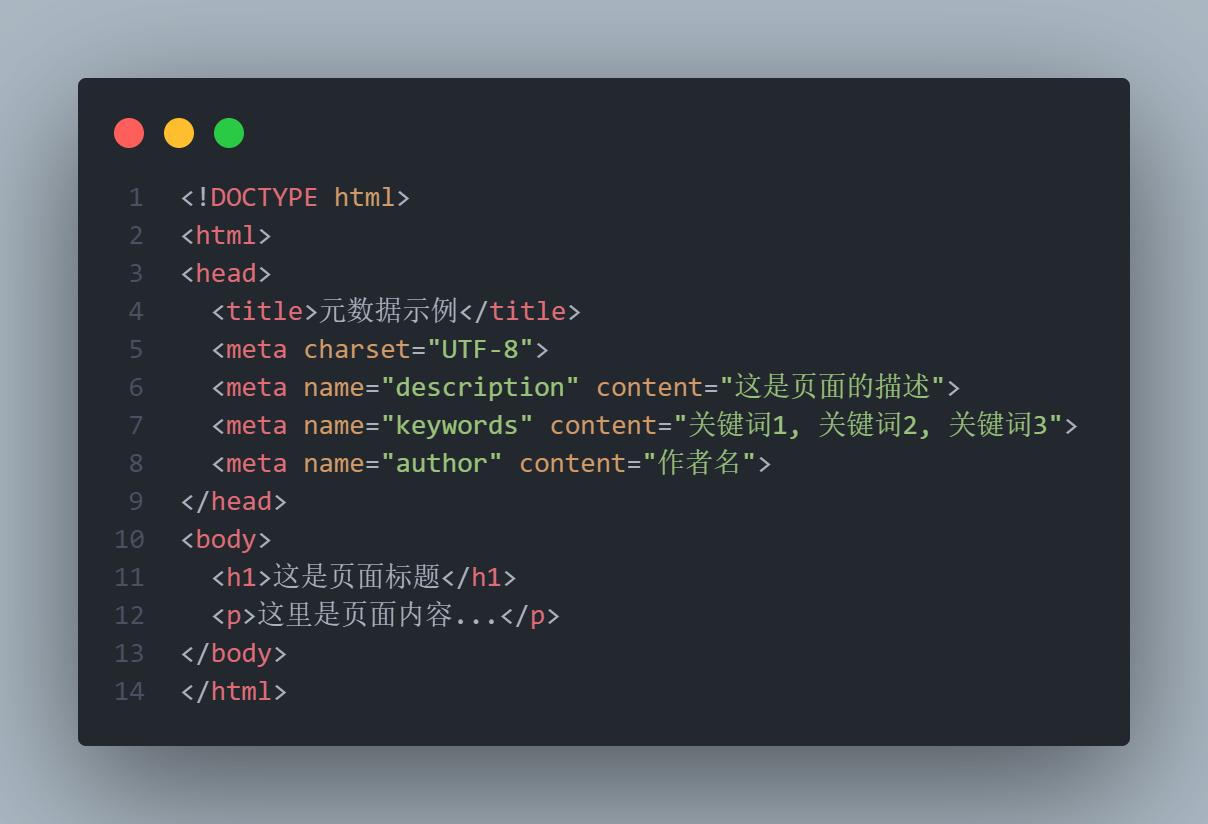 1 <!DOCTYPE html>
2 <html>
3 <head>
4   <title>元数据示例</title>
5   <meta charset="UTF-8">
6   <meta name="description" content="这是页面的描述">
7   <meta name="keywords" content="关键词1, 关键词2, 关键词3">
8   <meta name="author" content="作者名">
9 </head>
10 <body>
11   <h1>这是页面标题</h1>
12   <p>这里是页面内容...</p>
13 </body>
14 </html>